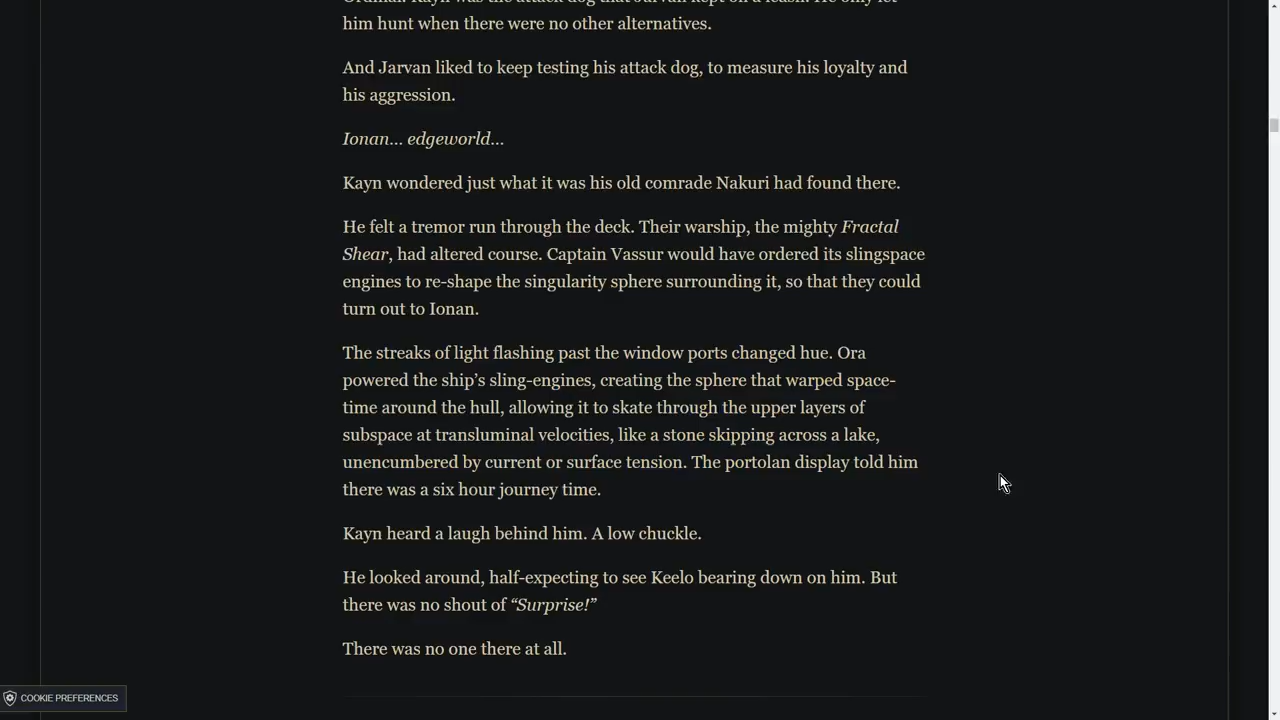 him hunt when there were no other alternatives.
And Jarvan liked to keep testing his attack dog, to measure his loyalty and
his aggression.
Ionan... edgeworld...
Kayn wondered just what it was his old comrade Nakuri had found there.
He felt a tremor run through the deck. Their warship, the mighty Fractal
Shear, had altered course. Captain Vassur would have ordered its slingspace
engines to re-shape the singularity sphere surrounding it, so that they could
turn out to Ionan.
The streaks of light flashing past the window ports changed hue. Ora
powered the ship’s sling-engines, creating the sphere that warped space-
time around the hull, allowing it to skate through the upper layers of
subspace at transluminal velocities, like a stone skipping across a lake,
unencumbered by current or surface tension. The portolan display told him
there was a six hour journey time.
Kayn heard a laugh behind him. A low chuckle.
He looked around, half-expecting to see Keelo bearing down on him. But
there was no shout of “Surprise!”
There was no one there at all.
COOKIE PREFERENCES